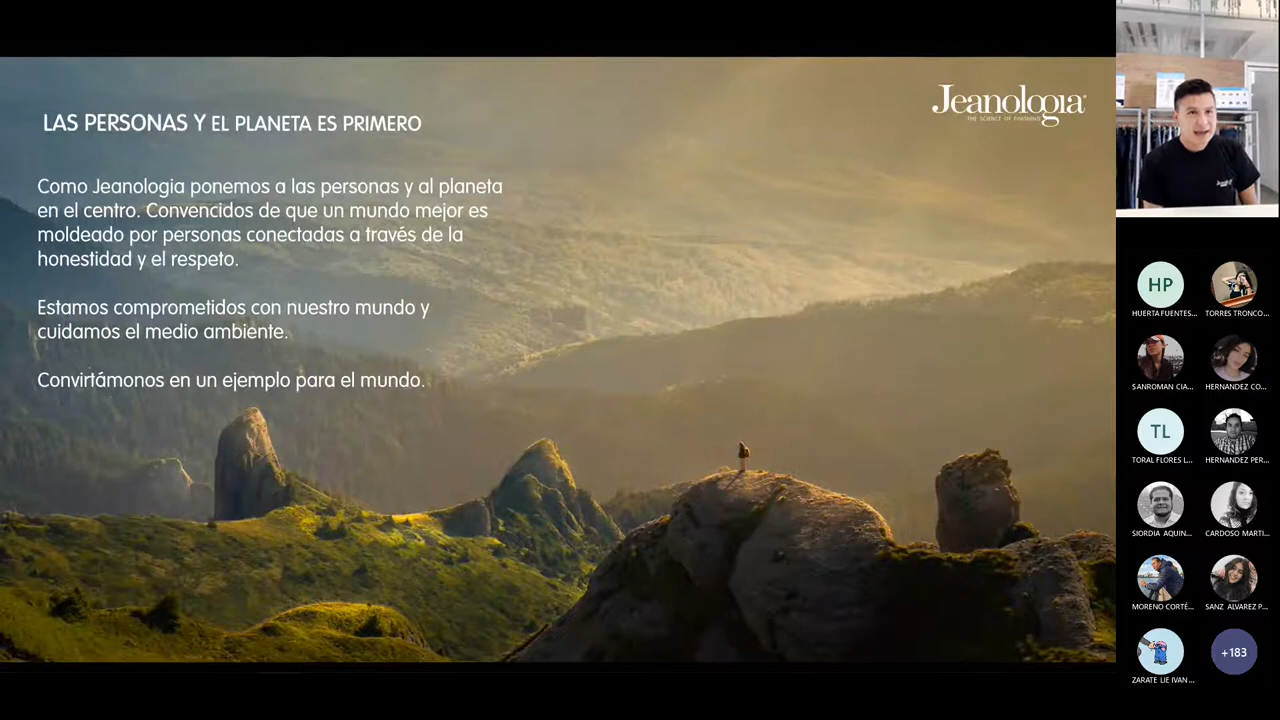 LAS PERSONAS Y EL PLANETA ES PRIMERO
Jeanologia
THE SCIENCE OF FINISHING
Como Jeanologia ponemos a las personas y al planeta
en el centro. Convencidos de que un mundo mejor es
moldeado por personas conectadas a través de la
honestidad y el respeto.
Estamos comprometidos con nuestro mundo y
cuidamos el medio ambiente.
Convirtámonos en un ejemplo para el mundo.
HP
HUERTA FUENTES...
TORRES TRONCO...
SANROMAN CIA...
HERNANDEZ CO...
TL
TORAL FLORES L...
HERNANDEZ PER...
SIORDIA AQUIN...
CARDOSO MARTI...
MORENO CORTÉ...
SANZ ALVAREZ P...
ZARATE LIE IVAN ...
+183